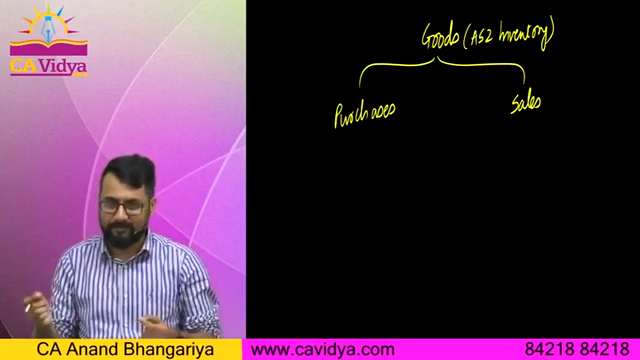 CA Vidya
Goods (AS2 Inventory)
Purchases
Sales
CA Anand Bhangariya
www.cavidya.com
84218 84218